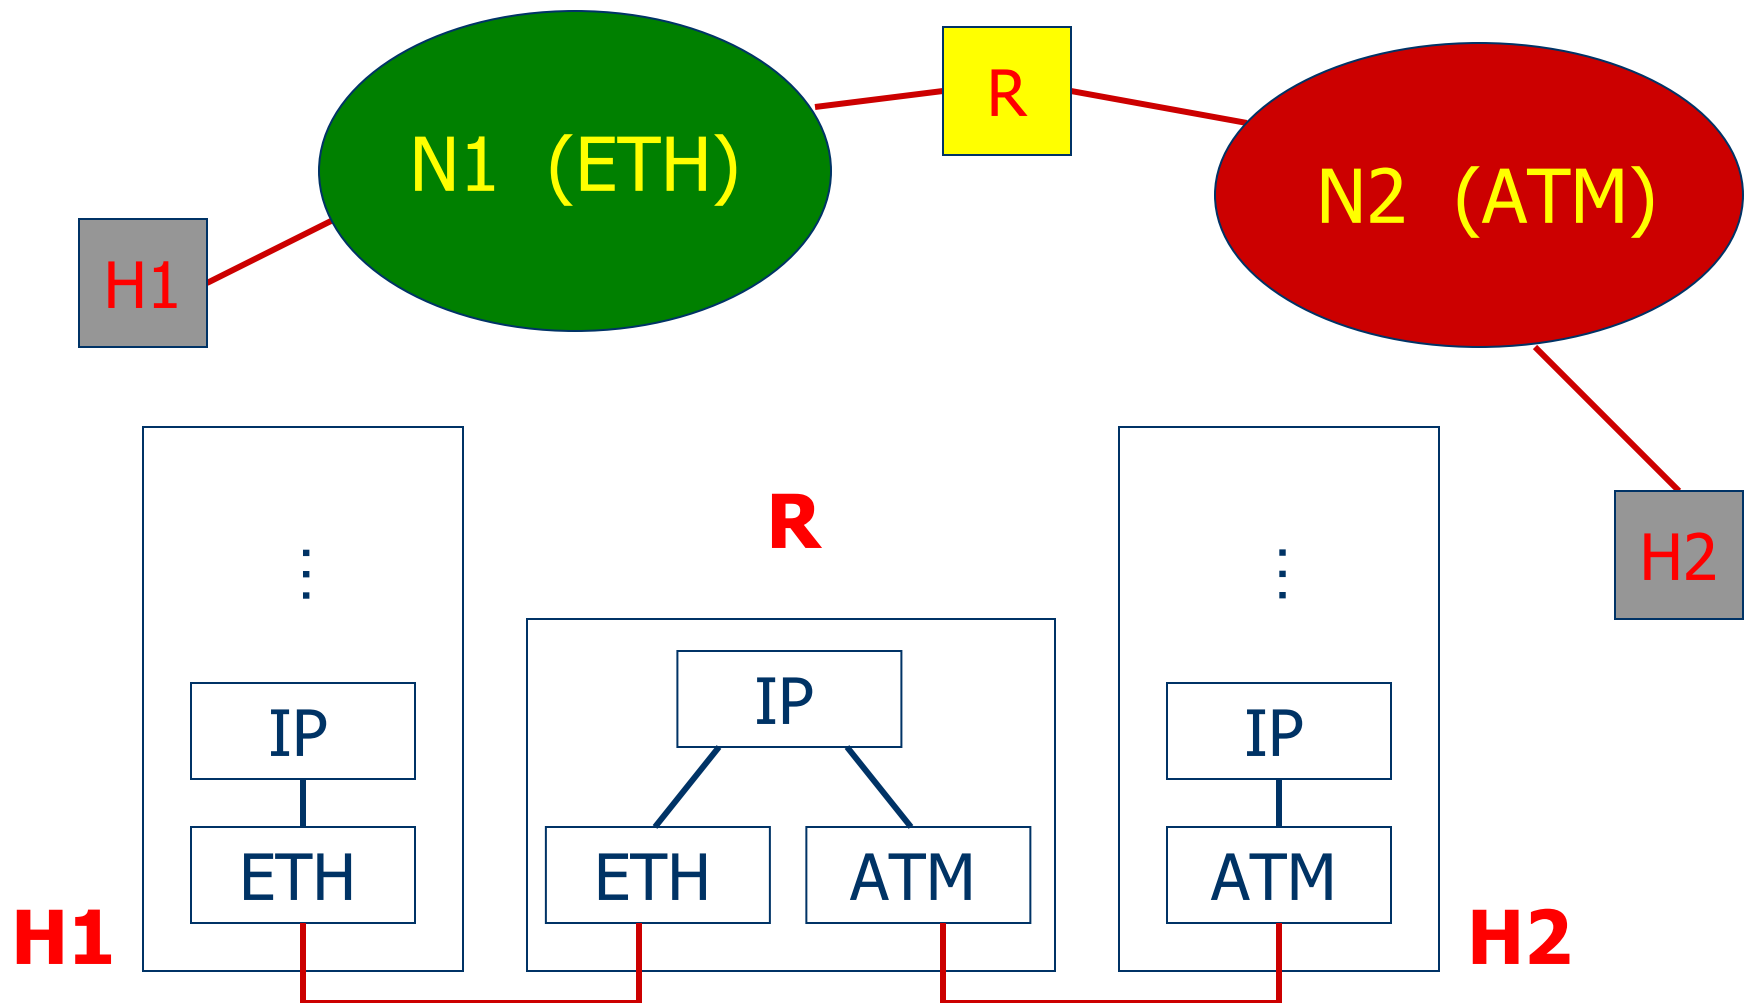 R
N1 (ETH)
N2 (ATM)
H1
R
⋮
⋮
H2
IP
IP
IP
ETH
ETH
ATM
ATM
H1
H2